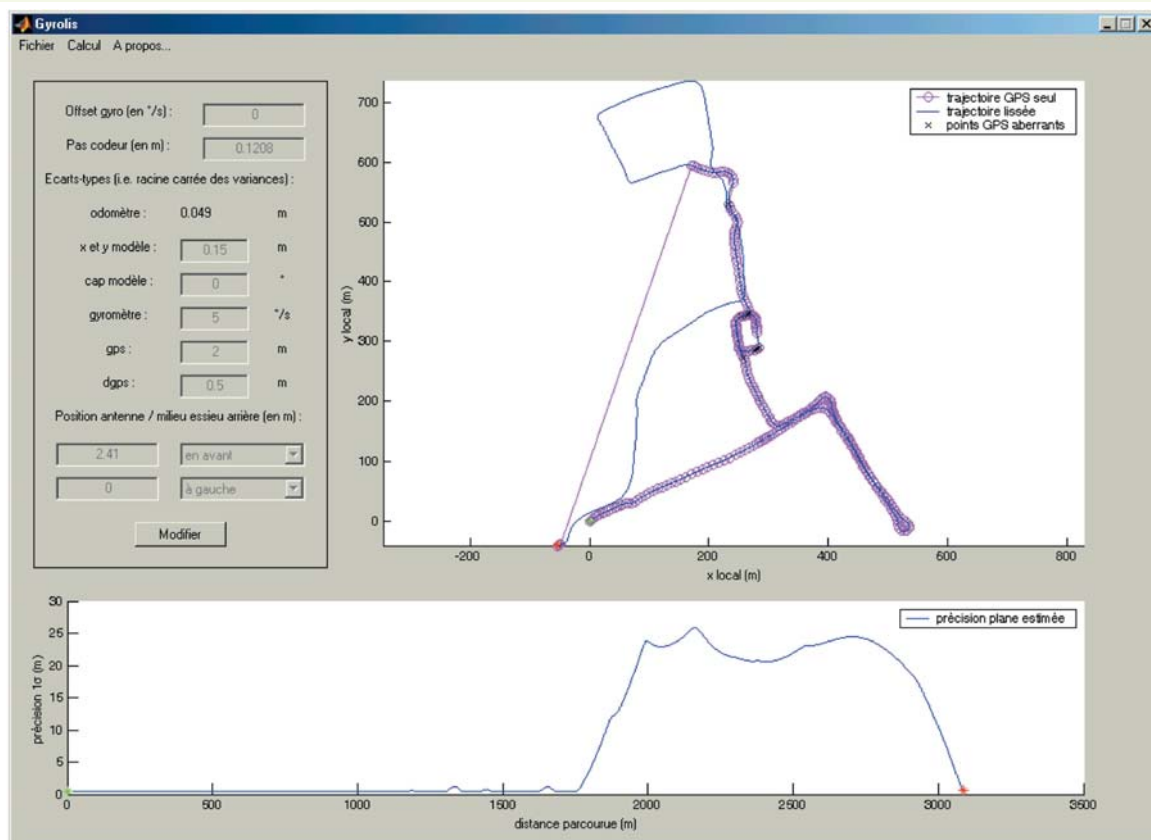 Gyrolis
Fichier Calcul A propos...
Offset gyro (en °/s) : 0
Pas codeur (en m) : 0.1208
Ecarts-types (i.e. racine carrée des variances) :
odomètre : 0.049 m
x et y modèle : 0.15 m
cap modèle : 0 °
gyromètre : 5 °/s
gps : 2 m
dgps : 0.5 m
Position antenne / milieu essieu arrière (en m) :
2.41 en avant
0 à gauche
Modifier
trajectoire GPS seul
trajectoire lissée
points GPS aberrants
700
600
500
400
300
200
100
0
y local (m)
-200 0 200 400 600 800
x local (m)
précision plane estimée
30
25
20
15
10
5
0
précision 1σ (m)
0 500 1000 1500 2000 2500 3000 3500
distance parcourue (m)